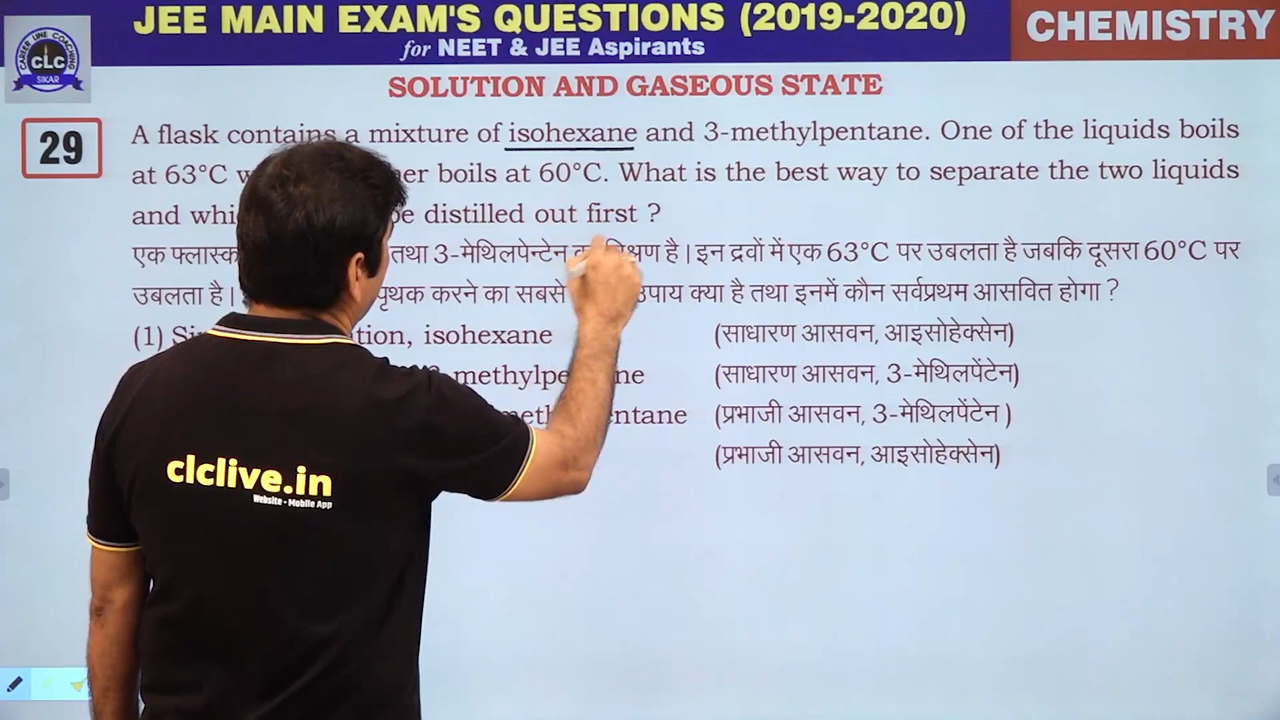 JEE MAIN EXAM'S QUESTIONS (2019-2020)
for NEET & JEE Aspirants
CHEMISTRY
CAREER LINE COACHING
CLC
SIKAR
SOLUTION AND GASEOUS STATE
29
A flask contains a mixture of isohexane and 3-methylpentane. One of the liquids boils
at 63°C boils at 60°C. What is the best way to separate the two liquids
and distilled out first ?
एक फ्लास्क तथा 3-मेथिलपेन्टेन है। इन द्रवों में एक 63°C पर उबलता है जबकि दूसरा 60°C पर
उबलता है। पृथक करने का सबसे उपाय क्या है तथा इनमें कौन सर्वप्रथम आसवित होगा ?
(1) isohexane (साधारण आसवन, आइसोहेक्सेन)
(साधारण आसवन, 3-मेथिलपेंटेन)
(प्रभाजी आसवन, 3-मेथिलपेंटेन )
(प्रभाजी आसवन, आइसोहेक्सेन)
clclive.in
Website - Mobile App